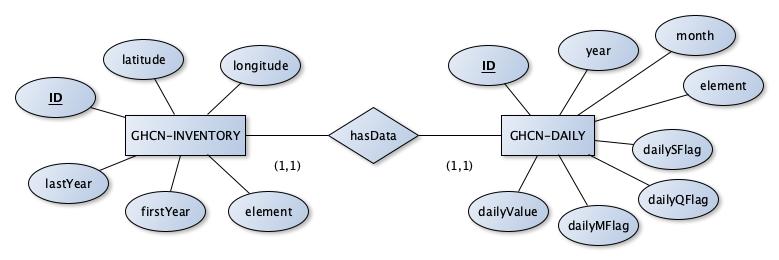 latitude
longitude
ID
GHCN-INVENTORY
lastYear
firstYear
element
(1,1)
hasData
(1,1)
ID
year
month
element
GHCN-DAILY
dailySFlag
dailyQFlag
dailyMFlag
dailyValue